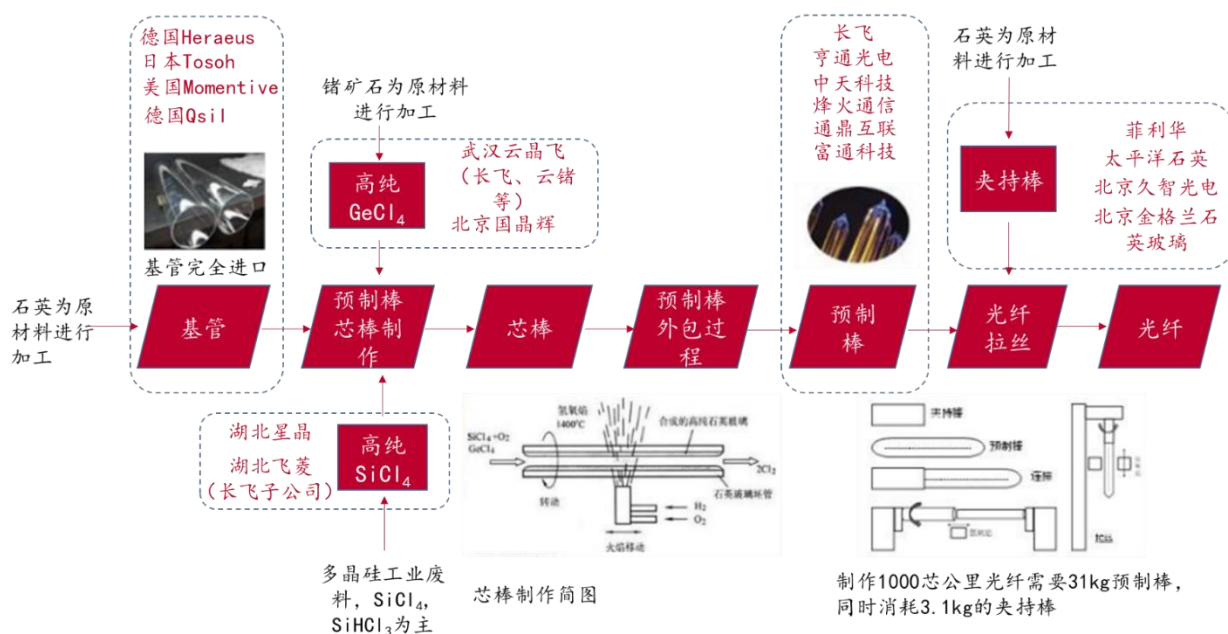 德国Heraeus
日本Tosoh
美国Momentive
德国Qsil
基管完全进口
石英为原
材料进行
加工
基管
锗矿石为原材料
进行加工
高纯
GeCl₄
武汉云晶飞
（长飞、云锗
等）
北京国晶辉
预制棒
芯棒制
作
湖北星晶
湖北飞菱
（长飞子公司）
高纯
SiCl₄
多晶硅工业废
料，SiCl₄，
SiHCl₃为主
芯棒
预制棒
外包过
程
长飞
亨通光电
中天科技
烽火通信
通鼎互联
富通科技
预制
棒
石英为原材
料进行加工
夹持棒
菲利华
太平洋石英
北京久智光电
北京金格兰石
英玻璃
光纤
拉丝
光纤
氢氧焰
1400℃
合成的高纯石英玻璃
SiCl₄+O₂
GeCl₄
2Cl₂
转动
石英玻璃坯管
H₂
O₂
火焰移动
芯棒制作简图
夹持棒
预制棒
连接
拉丝
制作1000芯公里光纤需要31kg预制棒，
同时消耗3.1kg的夹持棒